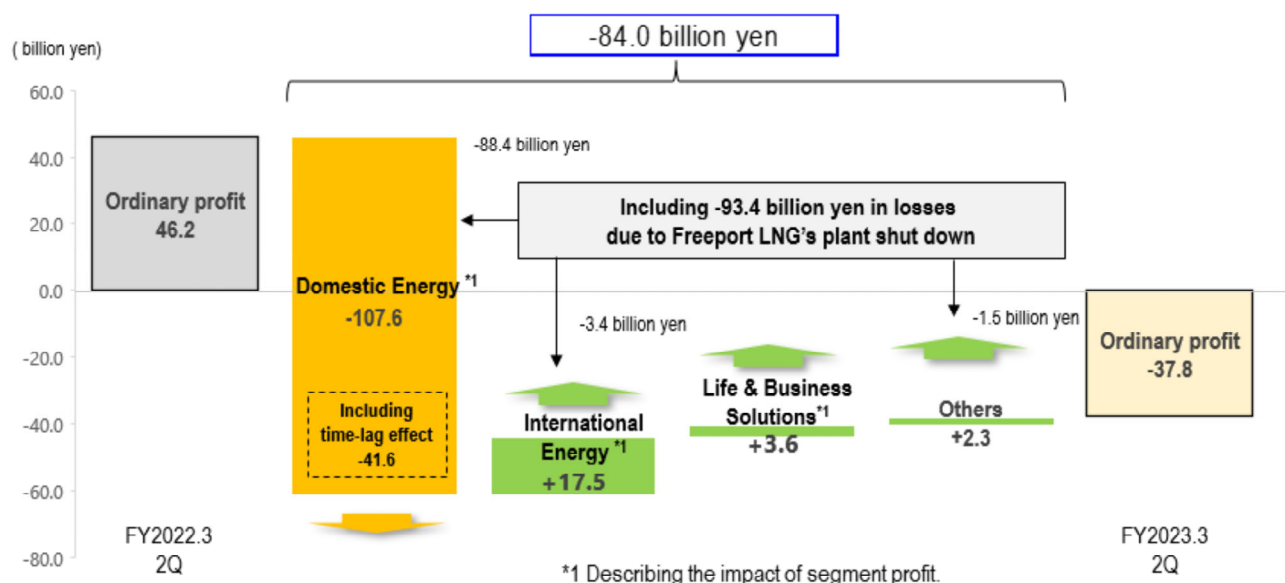 -84.0 billion yen
( billion yen)
60.0
40.0
20.0
0.0
-20.0
-40.0
-60.0
-80.0
Ordinary profit
46.2
FY2022.3
2Q
-88.4 billion yen
Domestic Energy *1
-107.6
Including
time-lag effect
-41.6
Including -93.4 billion yen in losses
due to Freeport LNG's plant shut down
-3.4 billion yen
International
Energy *1
+17.5
Life & Business
Solutions*1
+3.6
-1.5 billion yen
Others
+2.3
Ordinary profit
-37.8
FY2023.3
2Q
*1 Describing the impact of segment profit.